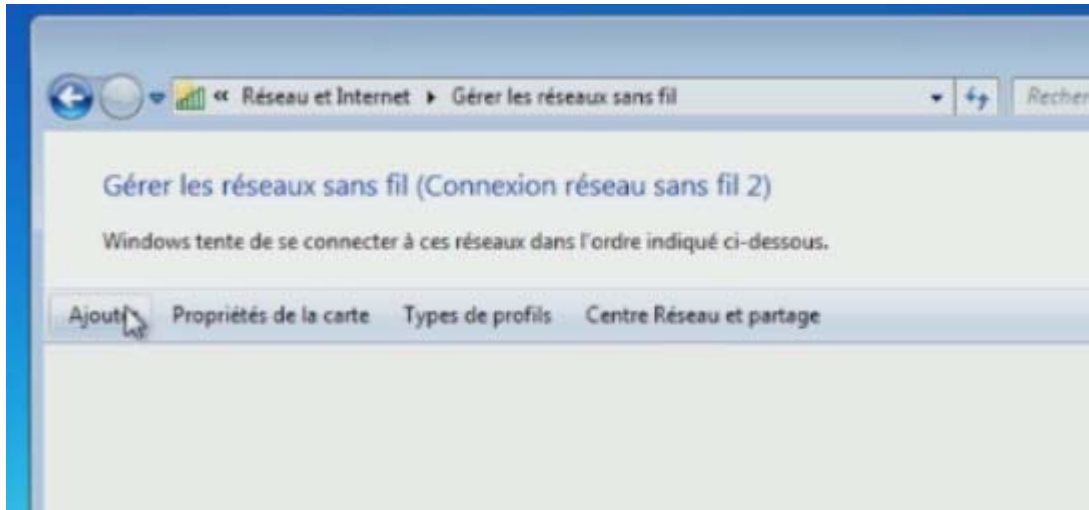 « Réseau et Internet ▸ Gérer les réseaux sans fil
Gérer les réseaux sans fil (Connexion réseau sans fil 2)
Windows tente de se connecter à ces réseaux dans l'ordre indiqué ci-dessous.
Propriétés de la carte Types de profils Centre Réseau et partage